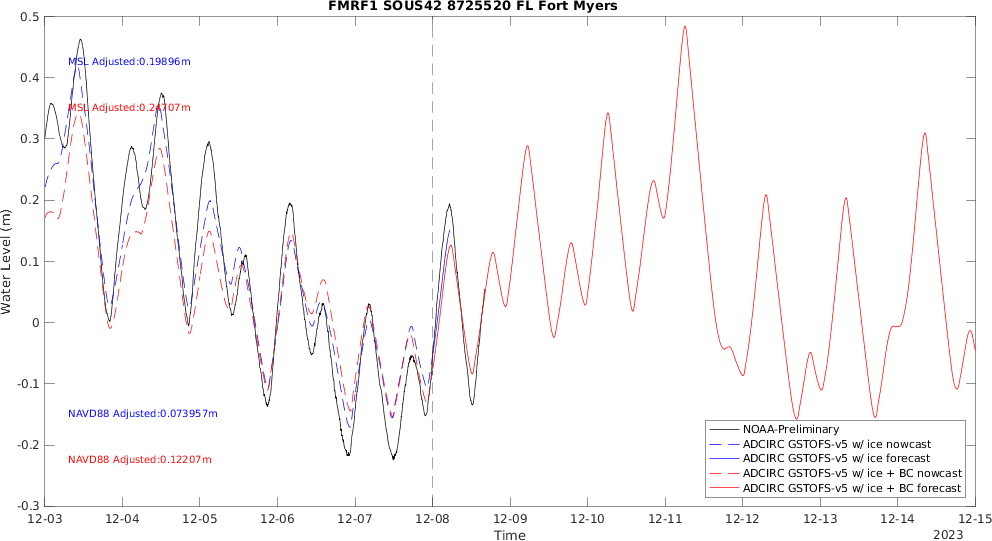 FMRF1 SOUS42 8725520 FL Fort Myers
Water Level (m)
0.5
0.4
0.3
0.2
0.1
0
-0.1
-0.2
-0.3
MSL Adjusted:0.19896m
MSL Adjusted:0.24707m
NAVD88 Adjusted:0.073957m
NAVD88 Adjusted:0.12207m
NOAA-Preliminary
ADCIRC GSTOFS-v5 w/ ice nowcast
ADCIRC GSTOFS-v5 w/ ice forecast
ADCIRC GSTOFS-v5 w/ ice + BC nowcast
ADCIRC GSTOFS-v5 w/ ice + BC forecast
12-03 12-04 12-05 12-06 12-07 12-08 12-09 12-10 12-11 12-12 12-13 12-14 12-15
Time
2023